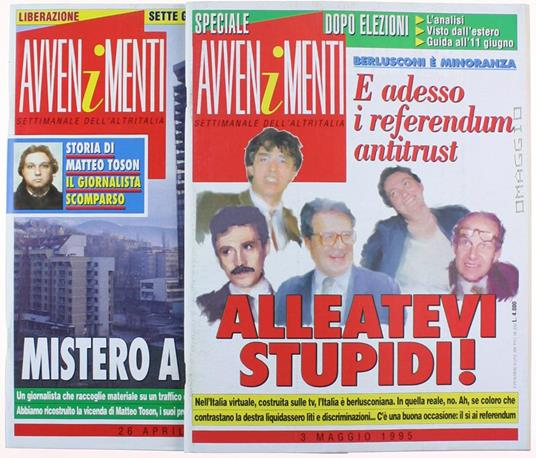 LIBERAZIONE
SETTE G
AVVENiMENTI
SETTIMANALE DELL'ALTRITALIA
STORIA DI
MATTEO TOSON
IL GIORNALISTA
SCOMPARSO
MISTERO A
Un giornalista che raccoglie materiale su un traffico
Abbiamo ricostruito la vicenda di Matteo Toson, i suoi
26 APRIL
SPECIALE
DOPO ELEZIONI
L'analisi
Visto dall'estero
Guida all'11 giugno
AVVENiMENTI
SETTIMANALE DELL'ALTRITALIA
BERLUSCONI È MINORANZA
E adesso
i referendum
antitrust
OMAGGIO
ALLEATEVI
STUPIDI!
L. 4.000
Nell'Italia virtuale, costruita sulle tv, l'Italia è berlusconiana. In quella reale, no. Ah, se coloro che
contrastano la destra liquidassero liti e discriminazioni... C'è una buona occasione: il sì ai referendum
3 MAGGIO 1995